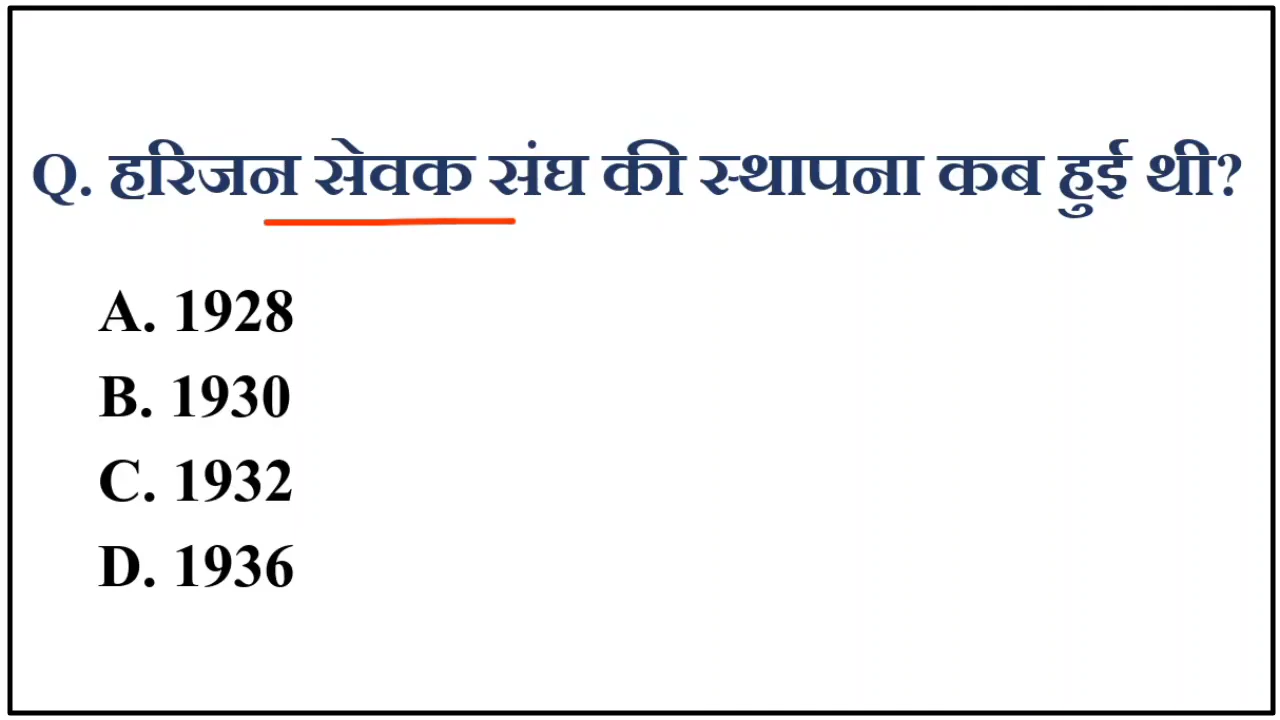 Q. हरिजन सेवक संघ की स्थापना कब हुई थी?
A. 1928
B. 1930
C. 1932
D. 1936